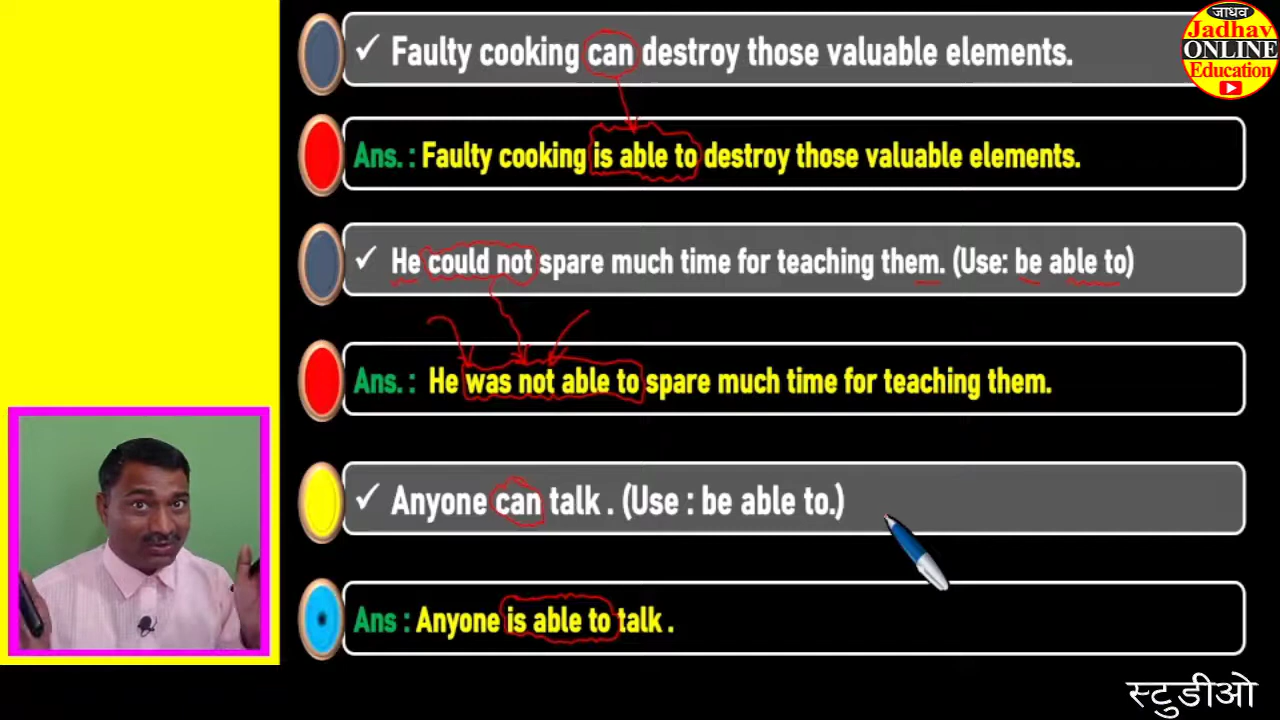 जाधव
Jadhav
ONLINE
Education
✓ Faulty cooking can destroy those valuable elements.
Ans. : Faulty cooking is able to destroy those valuable elements.
✓ He could not spare much time for teaching them. (Use: be able to)
Ans. : He was not able to spare much time for teaching them.
✓ Anyone can talk . (Use : be able to.)
Ans : Anyone is able to talk .
स्टुडीओ